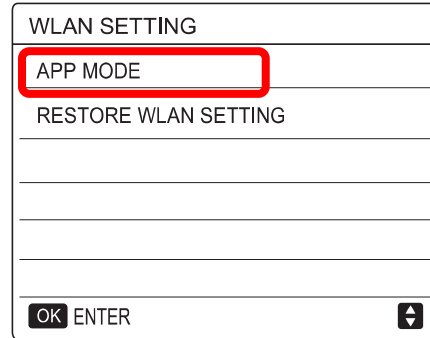 WLAN SETTING
APP MODE
RESTORE WLAN SETTING
OK ENTER